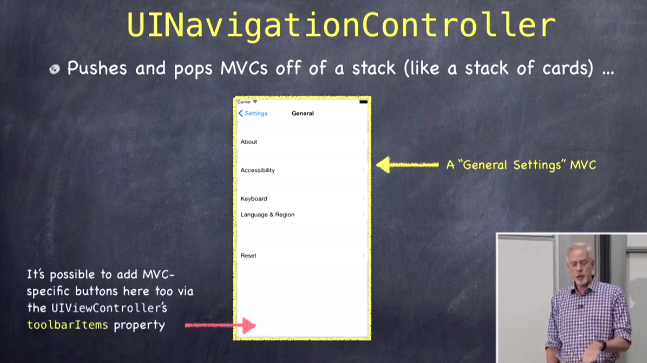 UINavigationController
Pushes and pops MVCs off of a stack (like a stack of cards) ...
Carrier
Settings
General
About
Accessibility
Keyboard
Language & Region
Reset
A "General Settings" MVC
It's possible to add MVC-
specific buttons here too via
the UIViewController's
toolbarItems property